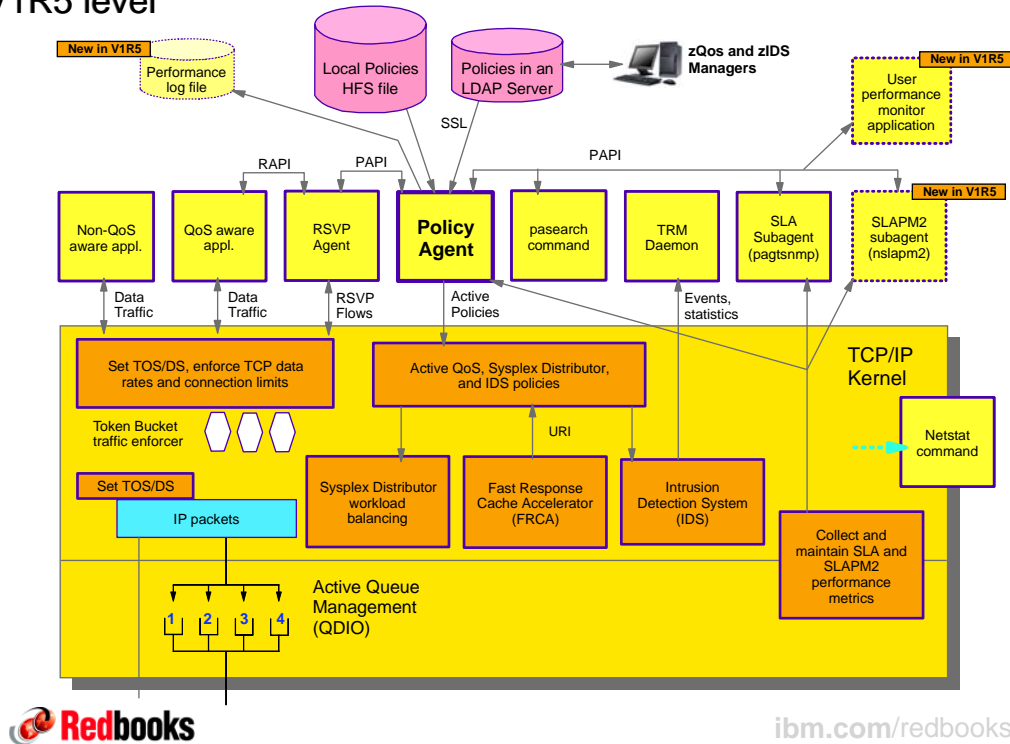 V1R5 level
New in V1R5
Performance
log file
Local Policies
HFS file
Policies in an
LDAP Server
zQos and zIDS
Managers
New in V1R5
User
performance
monitor
application
SSL
RAPI
PAPI
PAPI
Non-QoS
aware appl.
QoS aware
appl.
RSVP
Agent
Policy
Agent
pasearch
command
TRM
Daemon
SLA
Subagent
(pagtsnmp)
New in V1R5
SLAPM2
subagent
(nslapm2)
Data
Traffic
Data
Traffic
RSVP
Flows
Active
Policies
Events,
statistics
Set TOS/DS, enforce TCP data
rates and connection limits
Active QoS, Sysplex Distributor,
and IDS policies
TCP/IP
Kernel
Token Bucket
traffic enforcer
URI
Netstat
command
Set TOS/DS
IP packets
Sysplex Distributor
workload
balancing
Fast Response
Cache Accelerator
(FRCA)
Intrusion
Detection System
(IDS)
Collect and
maintain SLA and
SLAPM2
performance
metrics
Active Queue
Management
(QDIO)
1 2 3 4
Redbooks
ibm.com/redbooks